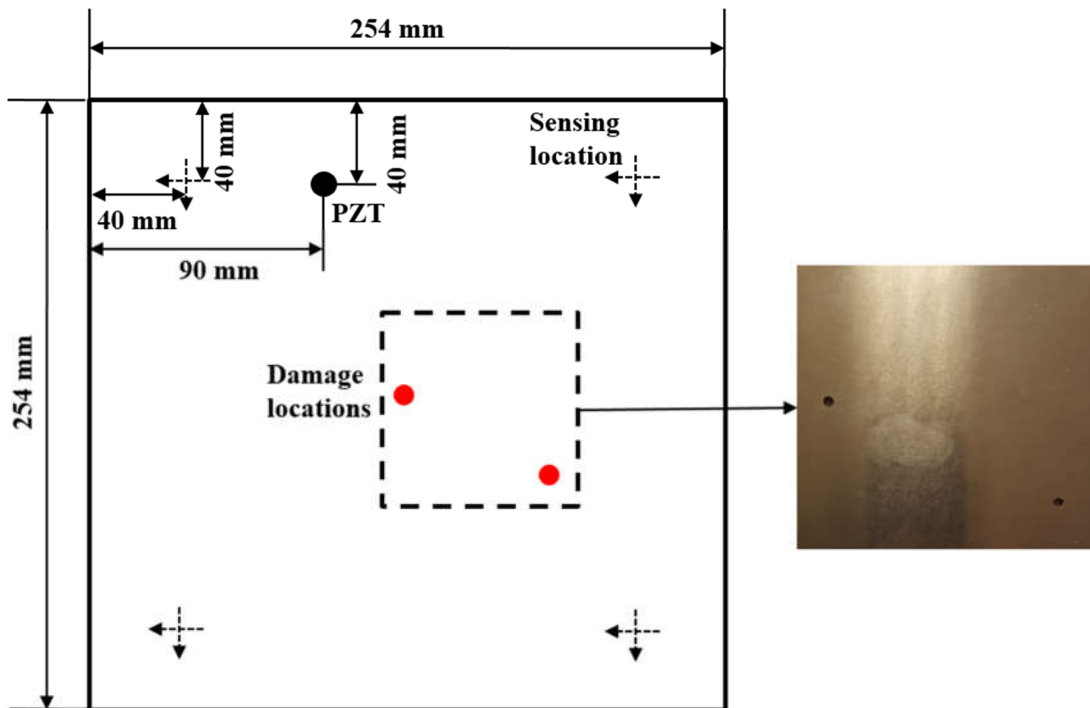 254 mm
Sensing
location
40 mm
40 mm
40 mm
PZT
90 mm
254 mm
Damage
locations